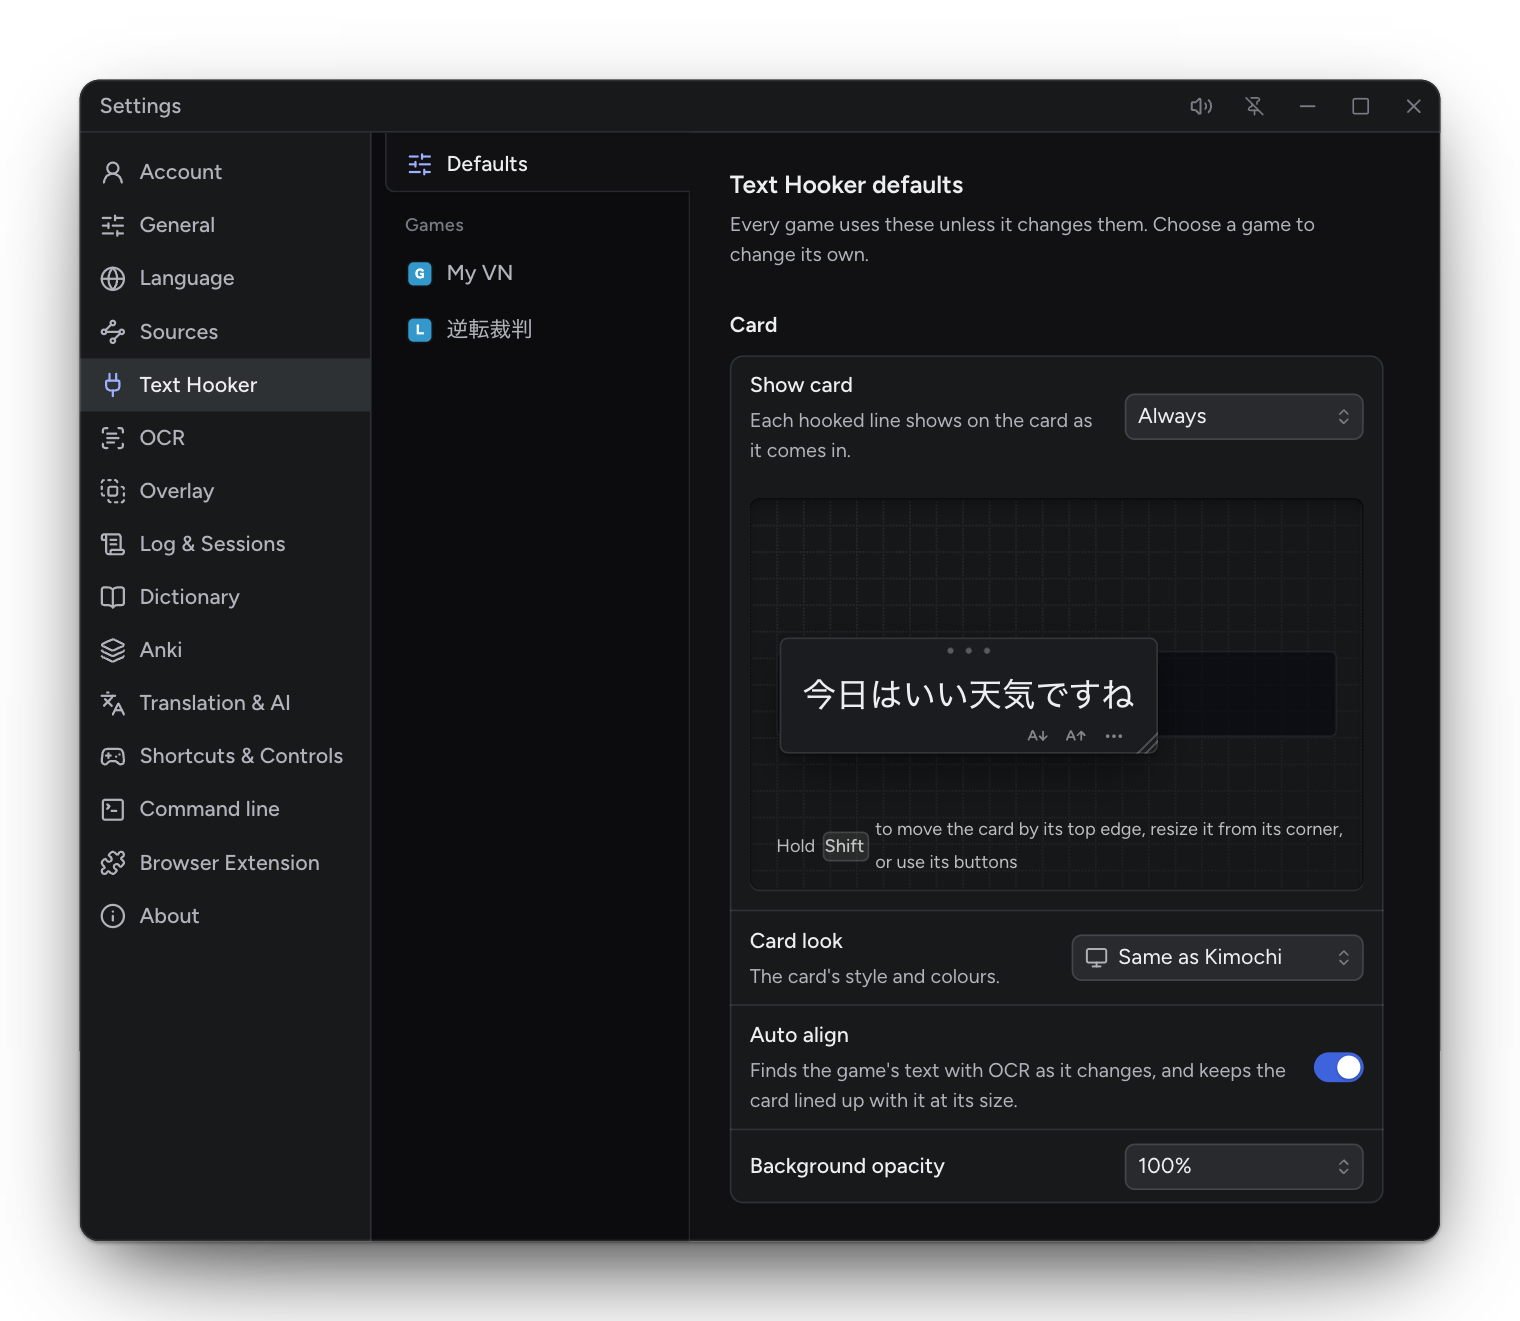 Settings
Account
General
Language
Sources
Text Hooker
OCR
Overlay
Log & Sessions
Dictionary
Anki
Translation & AI
Shortcuts & Controls
Command line
Browser Extension
About
Defaults
Games
G My VN
L 逆転裁判
Text Hooker defaults
Every game uses these unless it changes them. Choose a game to
change its own.
Card
Show card
Each hooked line shows on the card as
it comes in.
Always
今日はいい天気ですね
A↓ A↑
Hold Shift to move the card by its top edge, resize it from its corner,
or use its buttons
Card look
The card's style and colours.
Same as Kimochi
Auto align
Finds the game's text with OCR as it changes, and keeps the
card lined up with it at its size.
Background opacity
100%